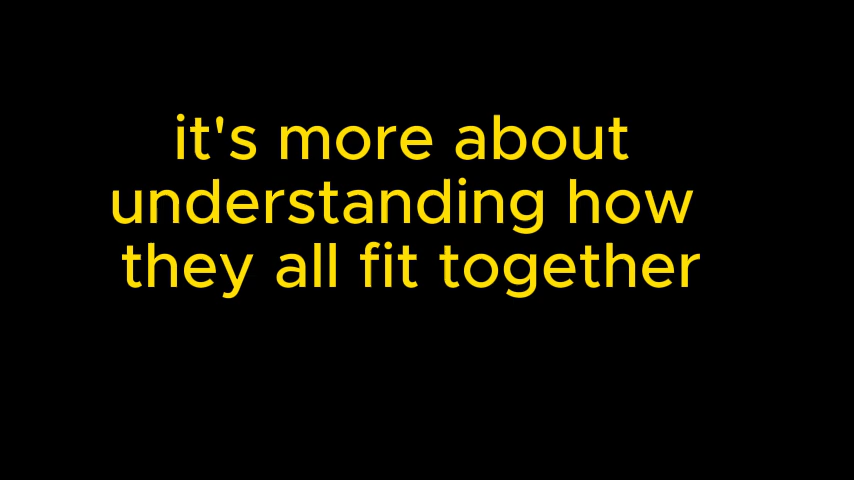 it's more about
understanding how
they all fit together